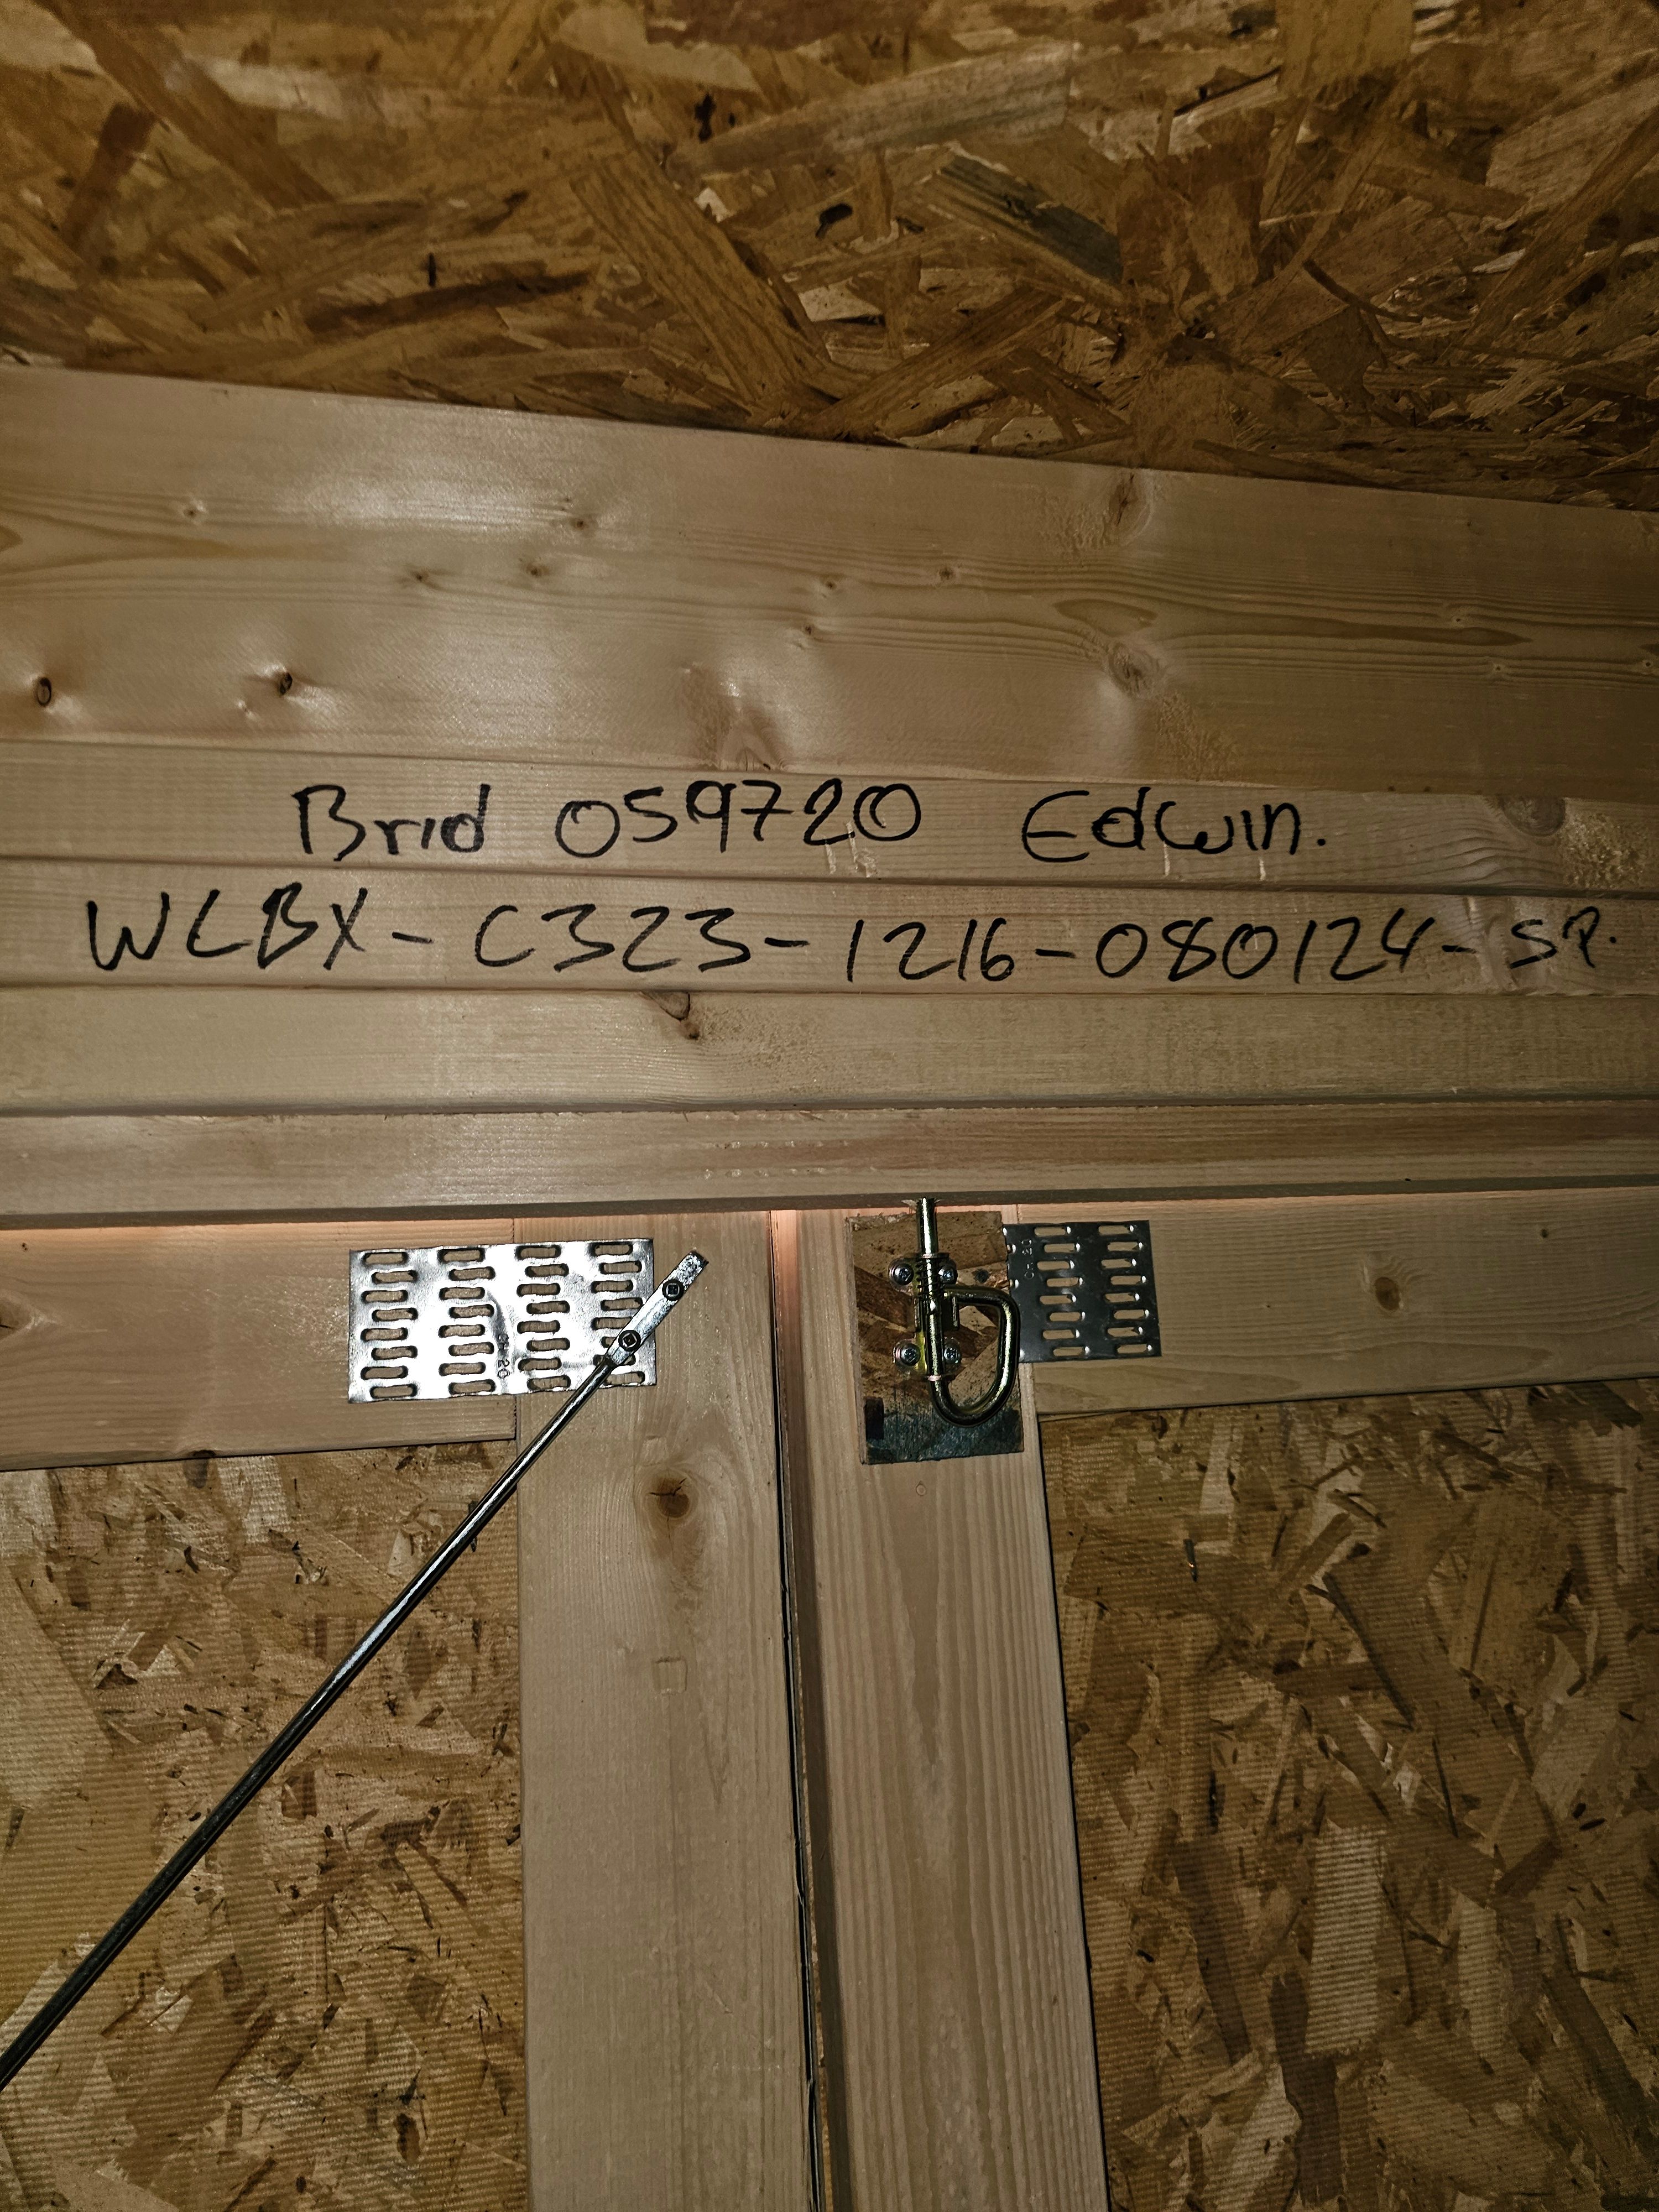 Brid 059720 Edwin.
WLBX-C323-1216-080124-SP.